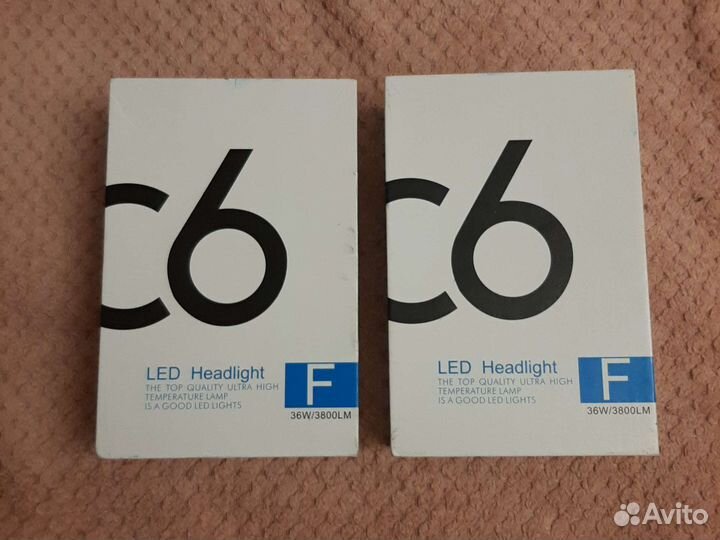 C6
LED Headlight
THE TOP QUALITY ULTRA HIGH
TEMPERATURE LAMP
IS A GOOD LED LIGHTS
F
36W/3800LM
C6
LED Headlight
THE TOP QUALITY ULTRA HIGH
TEMPERATURE LAMP
IS A GOOD LED LIGHTS
F
36W/3800LM
Avito